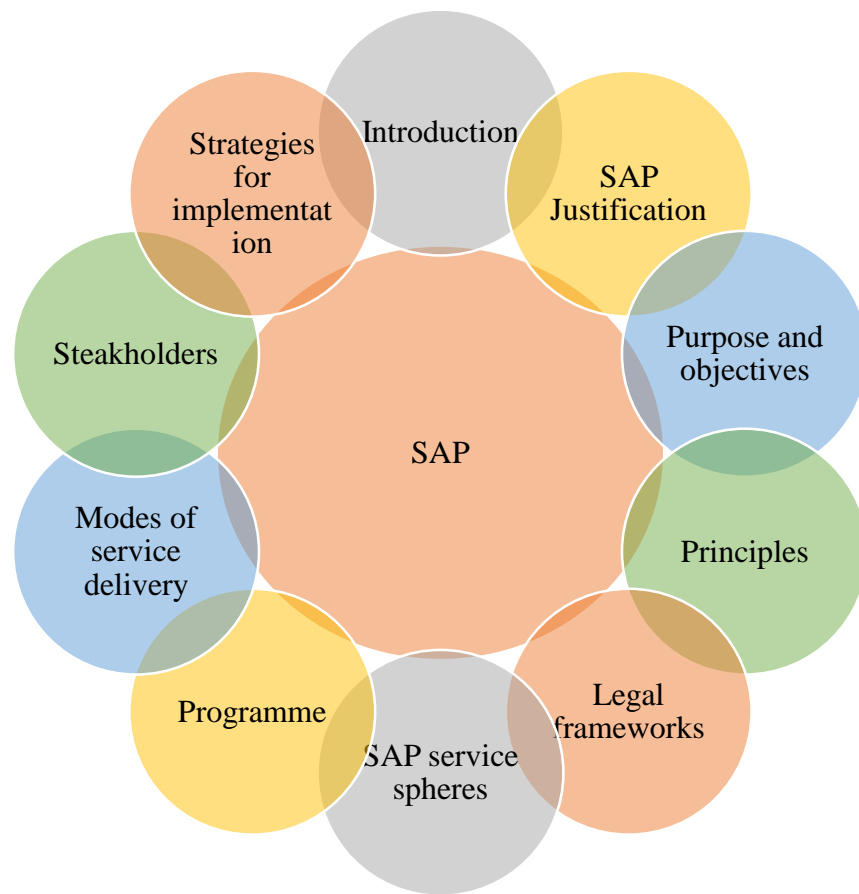 Introduction
SAP
Justification
Purpose and
objectives
Principles
Legal
frameworks
SAP service
spheres
Programme
Modes of
service
delivery
Steakholders
Strategies
for
implementat
ion
SAP